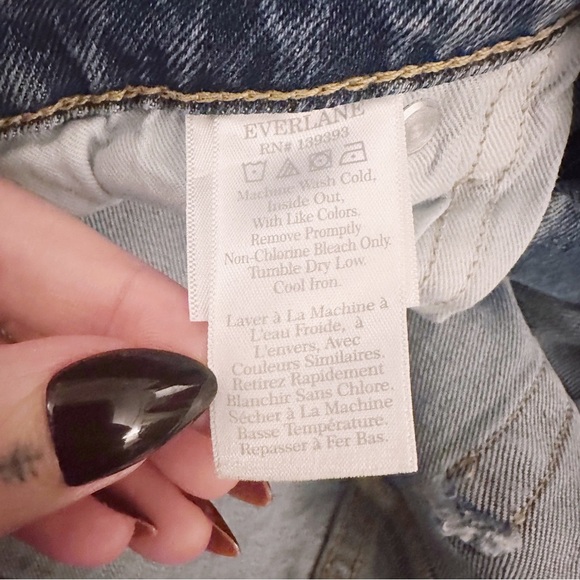 EVERLANE
RN# 139393
Machine Wash Cold,
Inside Out,
With Like Colors.
Remove Promptly
Non-Chlorine Bleach Only.
Tumble Dry Low.
Cool Iron.
Laver à La Machine à
L'eau Froide, à
L'envers, Avec
Couleurs Similaires.
Retirez Rapidement
Blanchir Sans Chlore.
Sécher à La Machine
Basse Température.
Repasser à Fer Bas.